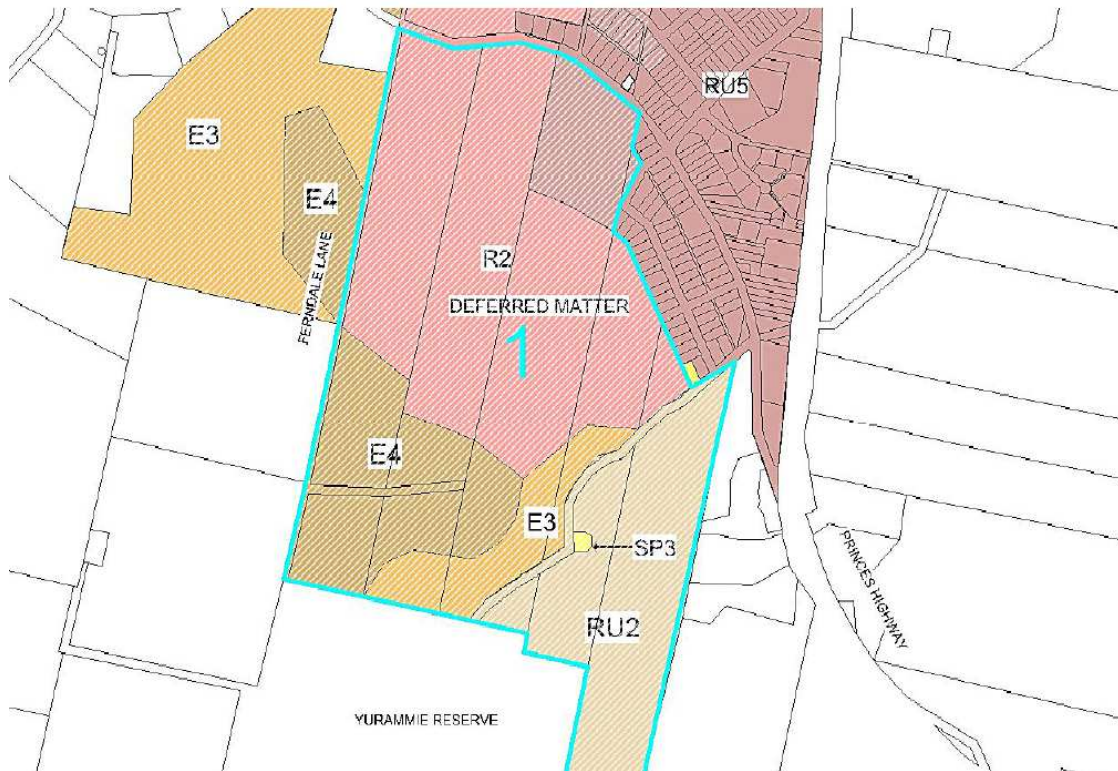 RU5
E3
E4
FERNDALE LANE
R2
DEFERRED MATTER
1
E4
E3
SP3
RU2
PRINCES HIGHWAY
YURAMMIE RESERVE